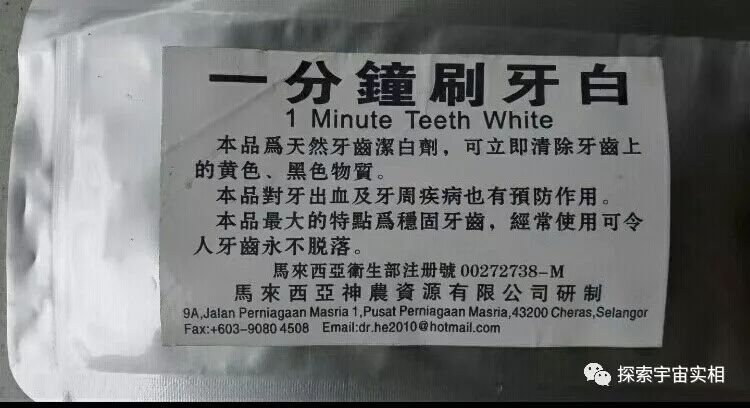 一分鐘刷牙白
1 Minute Teeth White
本品爲天然牙齒潔白劑，可立即清除牙齒上
的黄色、黑色物質。
本品對牙出血及牙周疾病也有預防作用。
本品最大的特點爲穩固牙齒，經常使用可令
人牙齒永不脱落。
馬來西亞衛生部注册號 00272738-M
馬來西亞神農資源有限公司研制
9A,Jalan Perniagaan Masria 1,Pusat Perniagaan Masria,43200 Cheras,Selangor
Fax:+603-9080 4508 Email:dr.he2010@hotmail.com
探索宇宙实相